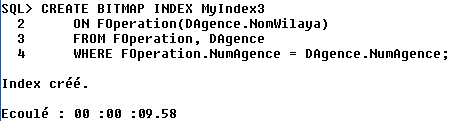 SQL> CREATE BITMAP INDEX MyIndex3
  2     ON FOperation(DAgence.NomWilaya)
  3     FROM FOperation, DAgence
  4     WHERE FOperation.NumAgence = DAgence.NumAgence;
Index créé.
Ecoulé : 00 :00 :09.58